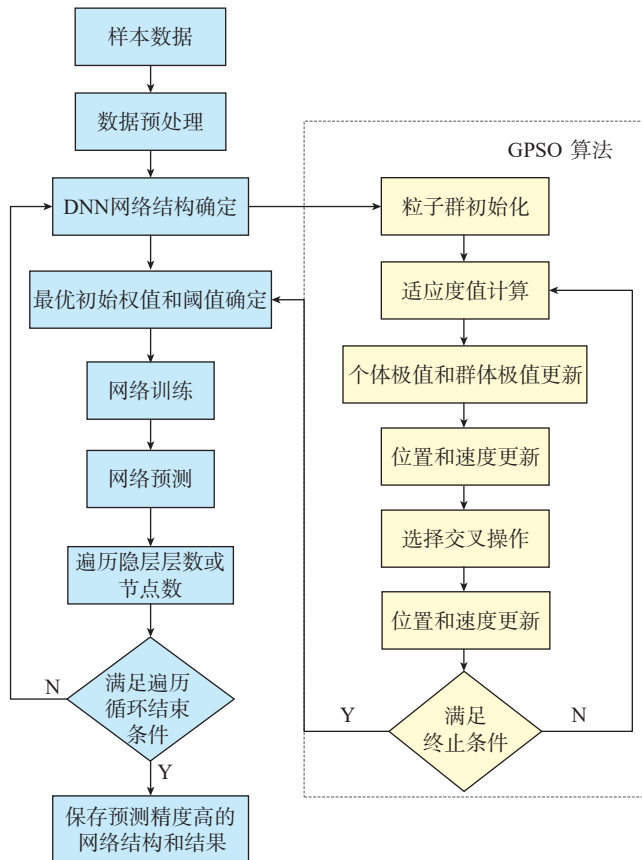 样本数据
数据预处理
DNN网络结构确定
最优初始权值和阈值确定
网络训练
网络预测
遍历隐层层数或
节点数
N
满足遍历
循环结束
条件
Y
保存预测精度高的
网络结构和结果
GPSO 算法
粒子群初始化
适应度值计算
个体极值和群体极值更新
位置和速度更新
选择交叉操作
位置和速度更新
Y
满足
终止条件
N